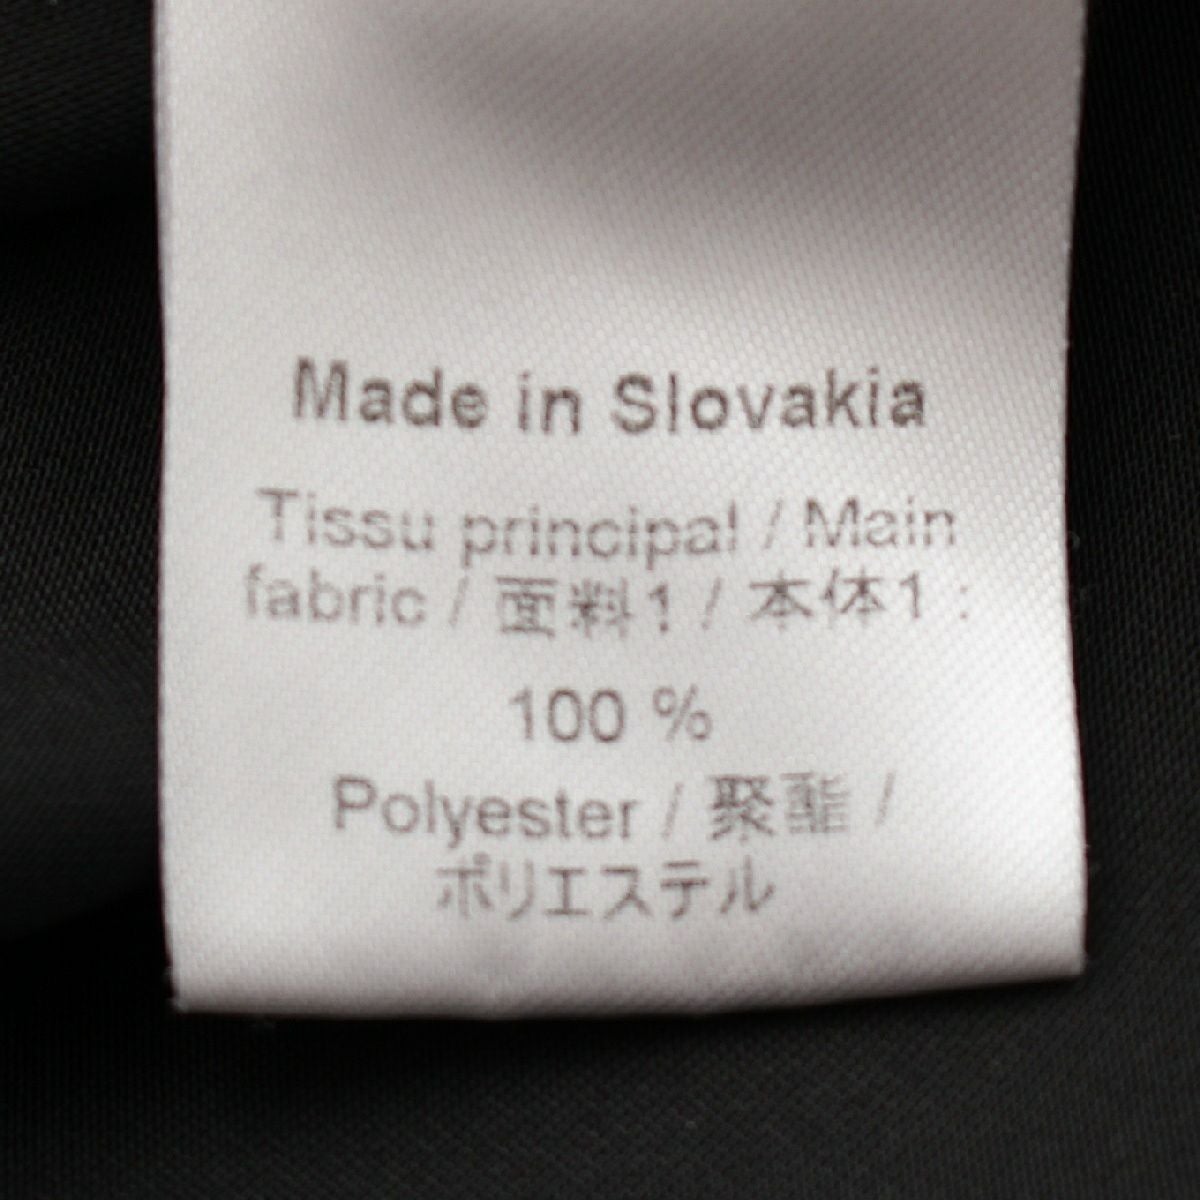 Made in Slovakia
Tissu principal / Main
fabric / 面料1 / 本体1 :
100 %
Polyester / 聚酯 /
ポリエステル